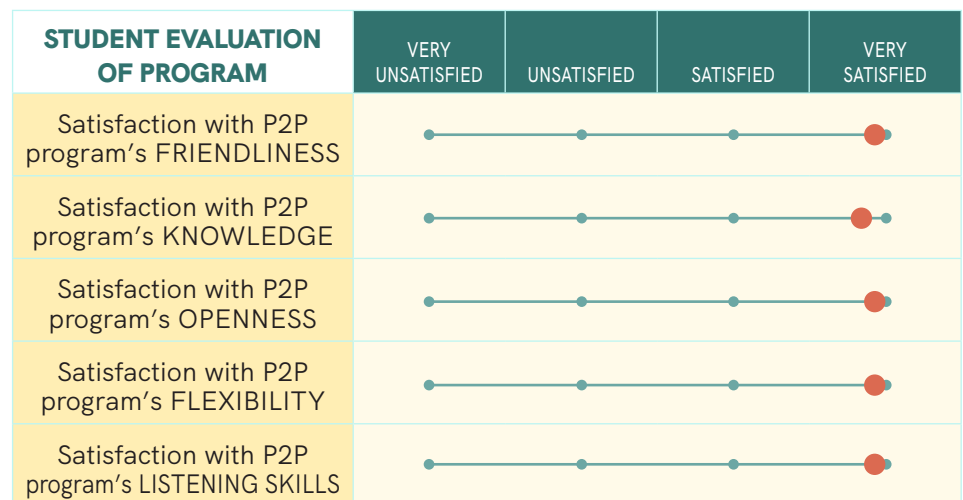 STUDENT EVALUATION
OF PROGRAM
VERY
UNSATISFIED
UNSATISFIED
SATISFIED
VERY
SATISFIED
Satisfaction with P2P
program’s FRIENDLINESS
Satisfaction with P2P
program’s KNOWLEDGE
Satisfaction with P2P
program’s OPENNESS
Satisfaction with P2P
program’s FLEXIBILITY
Satisfaction with P2P
program’s LISTENING SKILLS